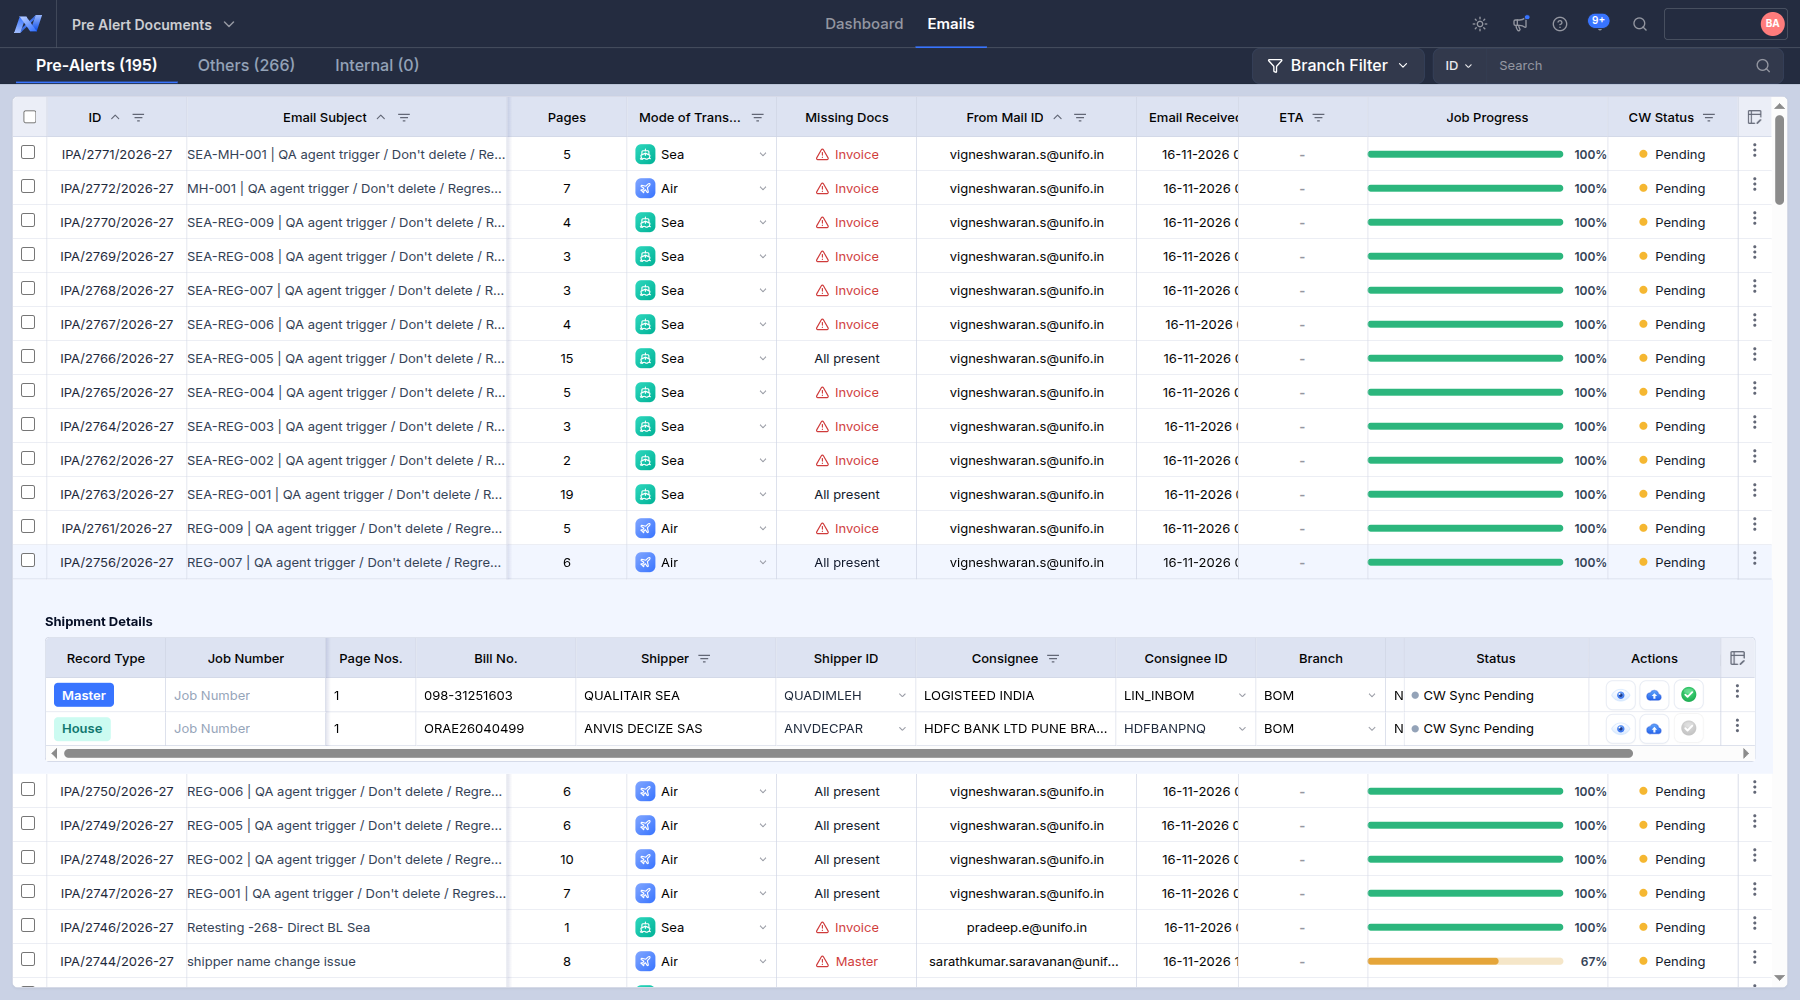 Pre Alert Documents Dashboard Emails 9+ BA
Pre-Alerts (195) Others (266) Internal (0) Branch Filter ID Search
ID Email Subject Pages Mode of Trans... Missing Docs From Mail ID Email Received ETA Job Progress CW Status
IPA/2771/2026-27 SEA-MH-001 | QA agent trigger / Don't delete / Re... 5 Sea Invoice vigneshwaran.s@unifo.in 16-11-2026 0 - 100% Pending
IPA/2772/2026-27 MH-001 | QA agent trigger / Don't delete / Regres... 7 Air Invoice vigneshwaran.s@unifo.in 16-11-2026 0 - 100% Pending
IPA/2770/2026-27 SEA-REG-009 | QA agent trigger / Don't delete / R... 4 Sea Invoice vigneshwaran.s@unifo.in 16-11-2026 0 - 100% Pending
IPA/2769/2026-27 SEA-REG-008 | QA agent trigger / Don't delete / R... 3 Sea Invoice vigneshwaran.s@unifo.in 16-11-2026 0 - 100% Pending
IPA/2768/2026-27 SEA-REG-007 | QA agent trigger / Don't delete / R... 3 Sea Invoice vigneshwaran.s@unifo.in 16-11-2026 0 - 100% Pending
IPA/2767/2026-27 SEA-REG-006 | QA agent trigger / Don't delete / R... 4 Sea Invoice vigneshwaran.s@unifo.in 16-11-2026 - 100% Pending
IPA/2766/2026-27 SEA-REG-005 | QA agent trigger / Don't delete / R... 15 Sea All present vigneshwaran.s@unifo.in 16-11-2026 0 - 100% Pending
IPA/2765/2026-27 SEA-REG-004 | QA agent trigger / Don't delete / R... 5 Sea Invoice vigneshwaran.s@unifo.in 16-11-2026 0 - 100% Pending
IPA/2764/2026-27 SEA-REG-003 | QA agent trigger / Don't delete / R... 3 Sea Invoice vigneshwaran.s@unifo.in 16-11-2026 - 100% Pending
IPA/2762/2026-27 SEA-REG-002 | QA agent trigger / Don't delete / R... 2 Sea Invoice vigneshwaran.s@unifo.in 16-11-2026 0 - 100% Pending
IPA/2763/2026-27 SEA-REG-001 | QA agent trigger / Don't delete / R... 19 Sea All present vigneshwaran.s@unifo.in 16-11-2026 - 100% Pending
IPA/2761/2026-27 REG-009 | QA agent trigger / Don't delete / Regre... 5 Air Invoice vigneshwaran.s@unifo.in 16-11-2026 0 - 100% Pending
IPA/2756/2026-27 REG-007 | QA agent trigger / Don't delete / Regre... 6 Air All present vigneshwaran.s@unifo.in 16-11-2026 0 - 100% Pending
Shipment Details
Record Type Job Number Page Nos. Bill No. Shipper Shipper ID Consignee Consignee ID Branch Status Actions
Master Job Number 1 098-31251603 QUALITAIR SEA QUADIMLEH LOGISTEED INDIA LIN_INBOM BOM N CW Sync Pending
House Job Number 1 ORAE26040499 ANVIS DECIZE SAS ANVDECPAR HDFC BANK LTD PUNE BRA... HDFBANPNQ BOM N CW Sync Pending
IPA/2750/2026-27 REG-006 | QA agent trigger / Don't delete / Regre... 6 Air All present vigneshwaran.s@unifo.in 16-11-2026 0 - 100% Pending
IPA/2749/2026-27 REG-005 | QA agent trigger / Don't delete / Regre... 6 Air All present vigneshwaran.s@unifo.in 16-11-2026 0 - 100% Pending
IPA/2748/2026-27 REG-002 | QA agent trigger / Don't delete / Regre... 10 Air All present vigneshwaran.s@unifo.in 16-11-2026 0 - 100% Pending
IPA/2747/2026-27 REG-001 | QA agent trigger / Don't delete / Regres... 7 Air All present vigneshwaran.s@unifo.in 16-11-2026 0 - 100% Pending
IPA/2746/2026-27 Retesting -268- Direct BL Sea 1 Sea Invoice pradeep.e@unifo.in 16-11-2026 - 100% Pending
IPA/2744/2026-27 shipper name change issue 8 Air Master sarathkumar.saravanan@unif... 16-11-2026 1 - 67% Pending